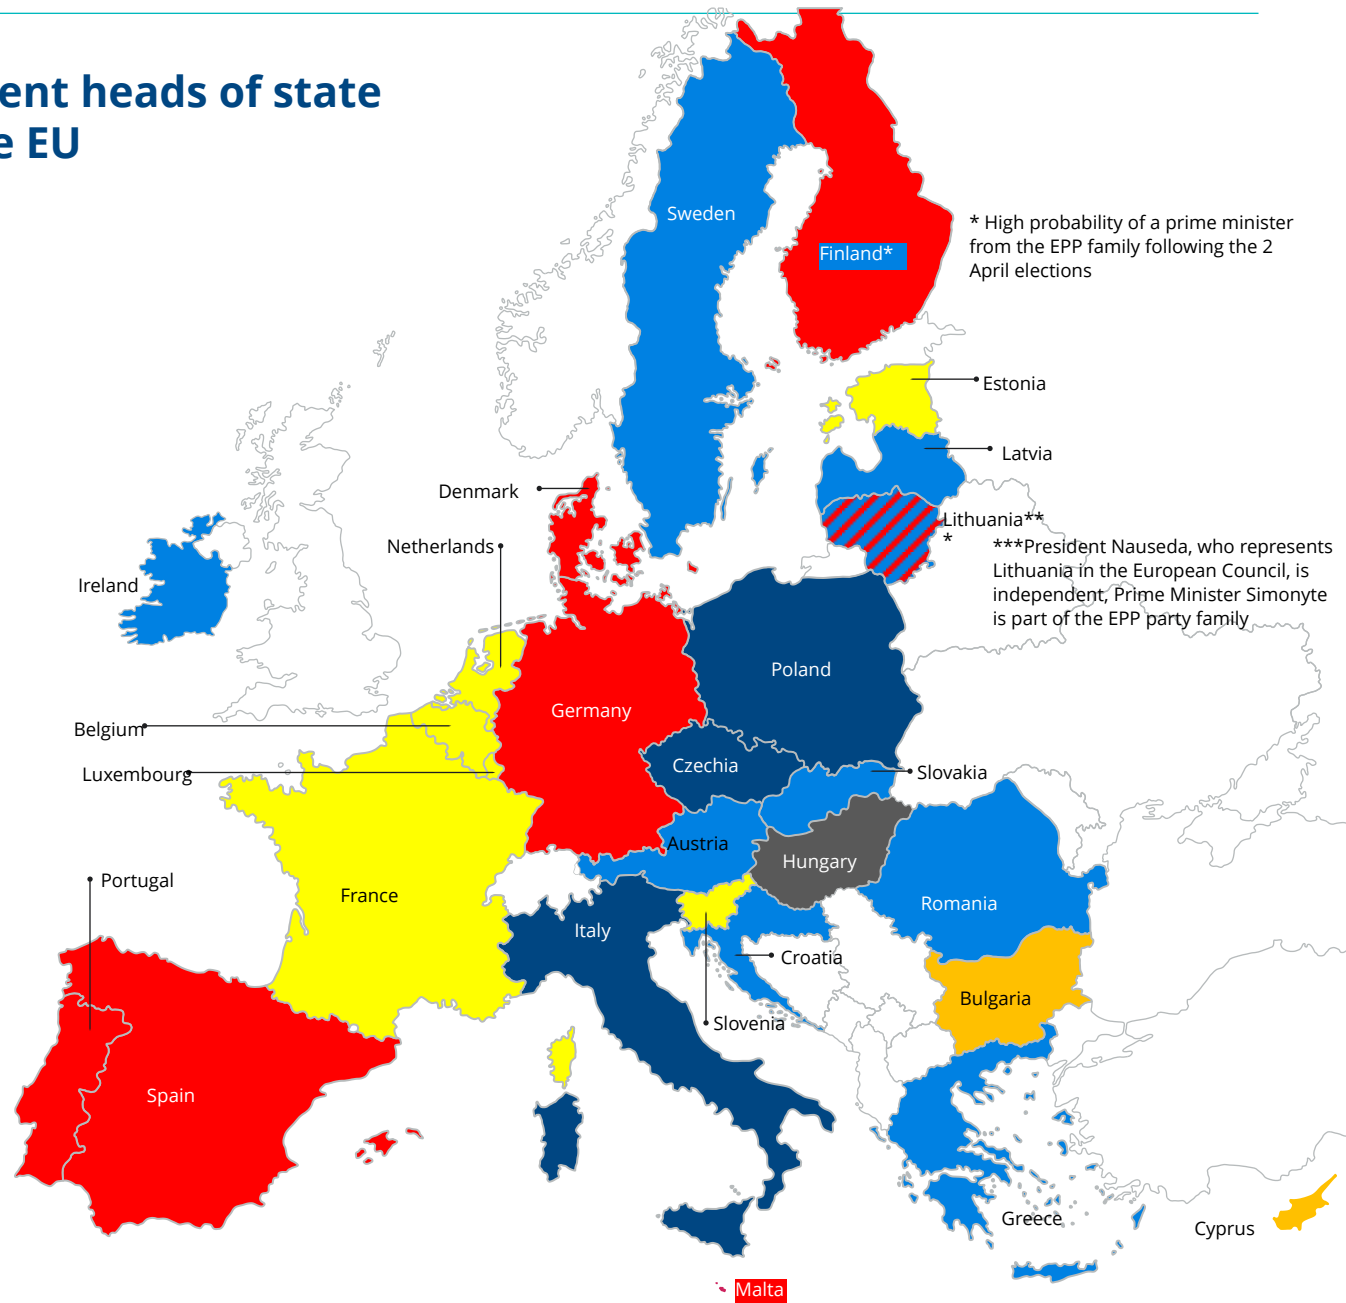 ent heads of state
e EU
Sweden
* High probability of a prime minister
from the EPP family following the 2
April elections
Finland*
Estonia
Latvia
Denmark
Lithuania**
*
Netherlands
***President Nauseda, who represents
Lithuania in the European Council, is
independent, Prime Minister Simonyte
is part of the EPP party family
Ireland
Poland
Germany
Belgium
Czechia
Luxembourg
Slovakia
Austria
Hungary
Portugal
France
Romania
Italy
Croatia
Bulgaria
Slovenia
Spain
Greece
Cyprus
Malta